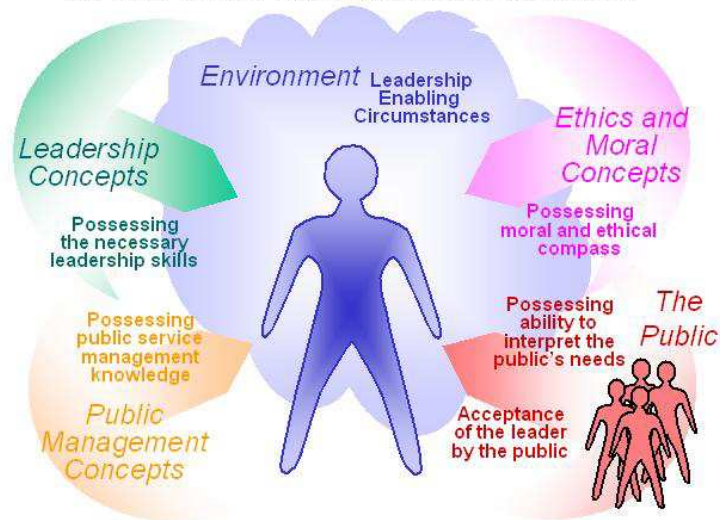 Environment
Leadership
Enabling
Circumstances
Leadership
Concepts
Possessing
the necessary
leadership skills
Ethics and
Moral
Concepts
Possessing
moral and ethical
compass
Possessing
public service
management
knowledge
Public
Management
Concepts
Possessing
ability to
interpret the
public's needs
The
Public
Acceptance
of the leader
by the public